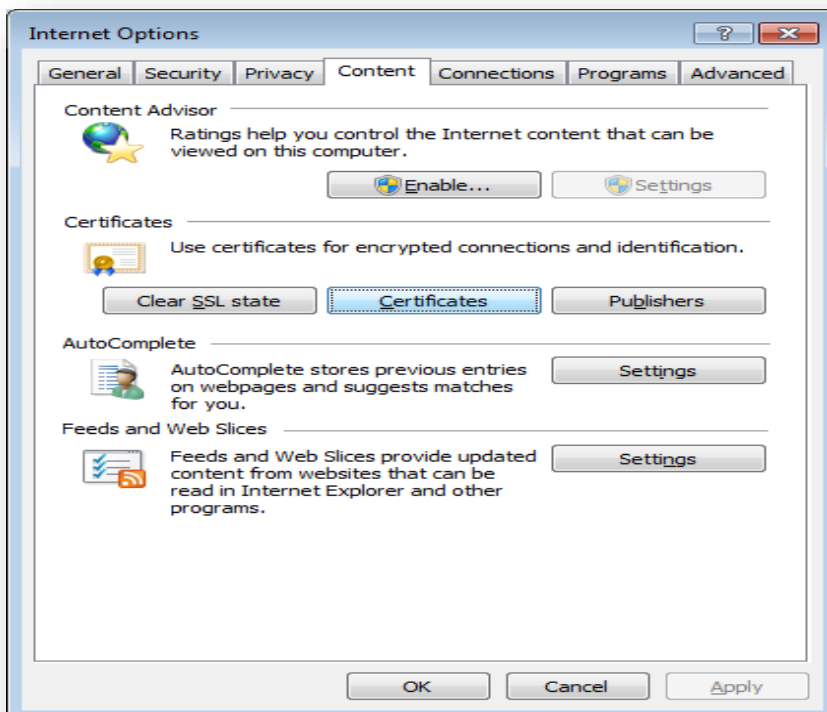 Internet Options
General Security Privacy Content Connections Programs Advanced
Content Advisor
Ratings help you control the Internet content that can be
viewed on this computer.
Enable... Settings
Certificates
Use certificates for encrypted connections and identification.
Clear SSL state Certificates Publishers
AutoComplete
AutoComplete stores previous entries
on webpages and suggests matches
for you.
Settings
Feeds and Web Slices
Feeds and Web Slices provide updated
content from websites that can be
read in Internet Explorer and other
programs.
Settings
OK Cancel Apply